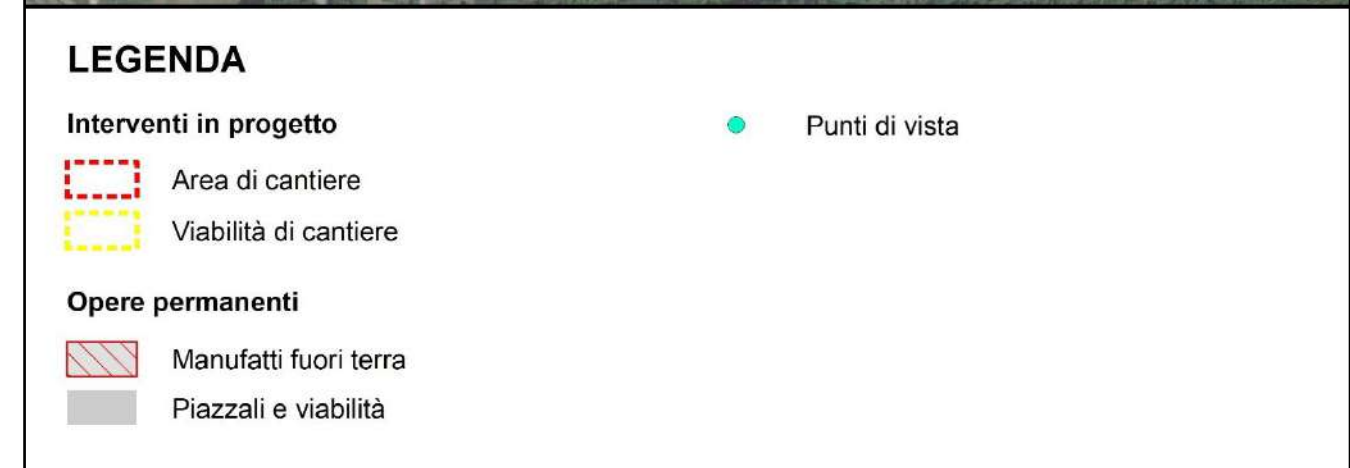 LEGENDA
Interventi in progetto
Area di cantiere
Viabilità di cantiere
Opere permanenti
Manufatti fuori terra
Piazzali e viabilità
Punti di vista